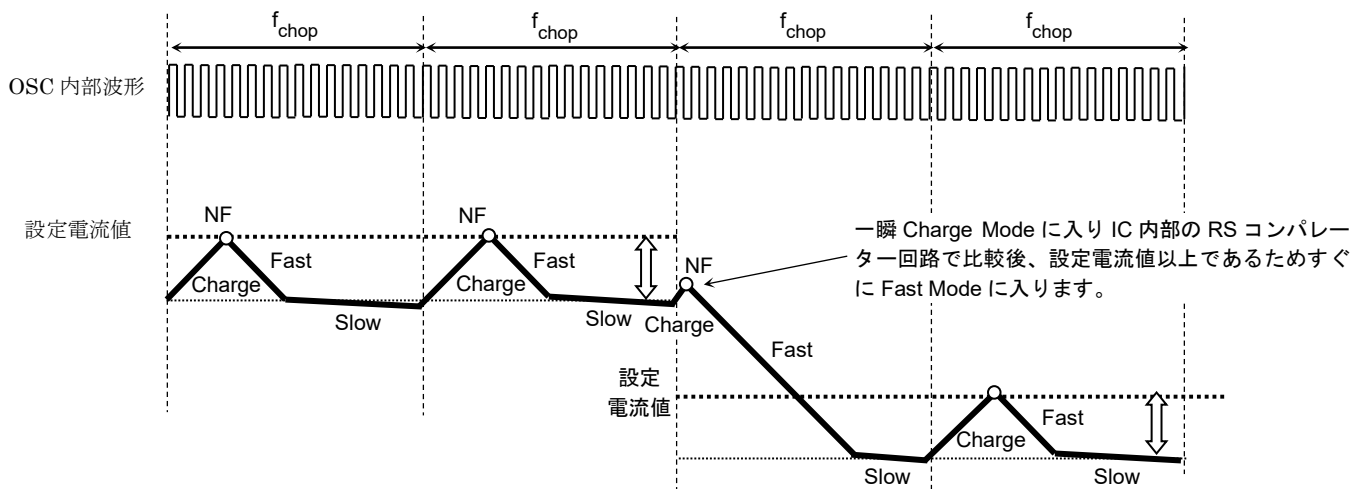 fchop fchop fchop fchop
OSC 内部波形
設定電流値
NF
Charge
Fast
Slow
NF
Charge
Fast
Slow
Charge
NF
一瞬 Charge Mode に入り IC 内部の RS コンパレー
ター回路で比較後、設定電流値以上であるためすぐ
に Fast Mode に入ります。
Fast
設定
電流値
Slow
Charge
Fast
Slow